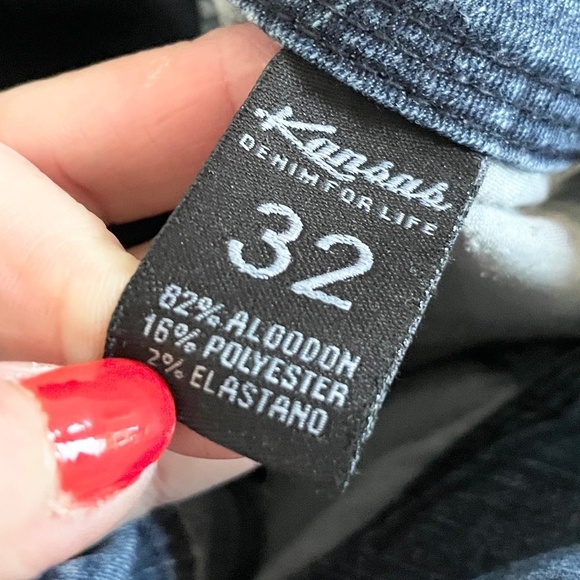 Kansas
DENIM FOR LIFE
32
82% ALGODON
16% POLYESTER
2% ELASTANO